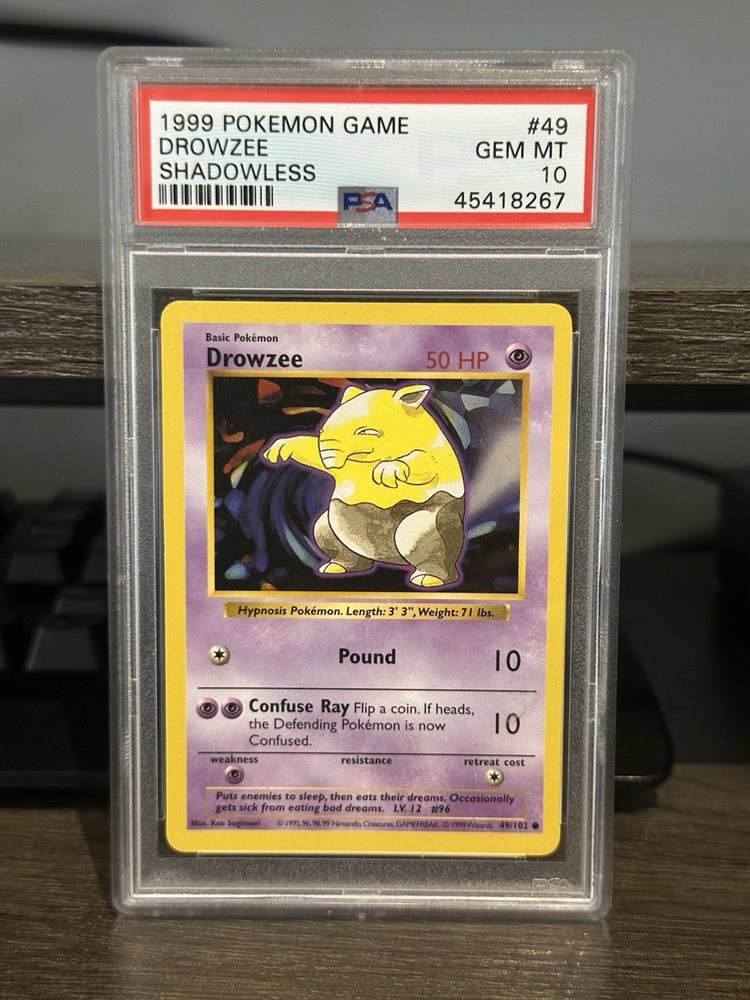 1999 POKEMON GAME #49
DROWZEE GEM MT
SHADOWLESS 10
PSA 45418267
Basic Pokémon
Drowzee 50 HP
Hypnosis Pokémon. Length: 3' 3", Weight: 71 lbs.
Pound 10
Confuse Ray Flip a coin. If heads,
the Defending Pokémon is now 10
Confused.
weakness resistance retreat cost
Puts enemies to sleep, then eats their dreams. Occasionally
gets sick from eating bad dreams. LV. 12 #96
Illus. Ken Sugimori © 1995, 96, 98, 99 Nintendo, Creatures, GAMEFREAK. © 1999 Wizards. 49/102
PSA